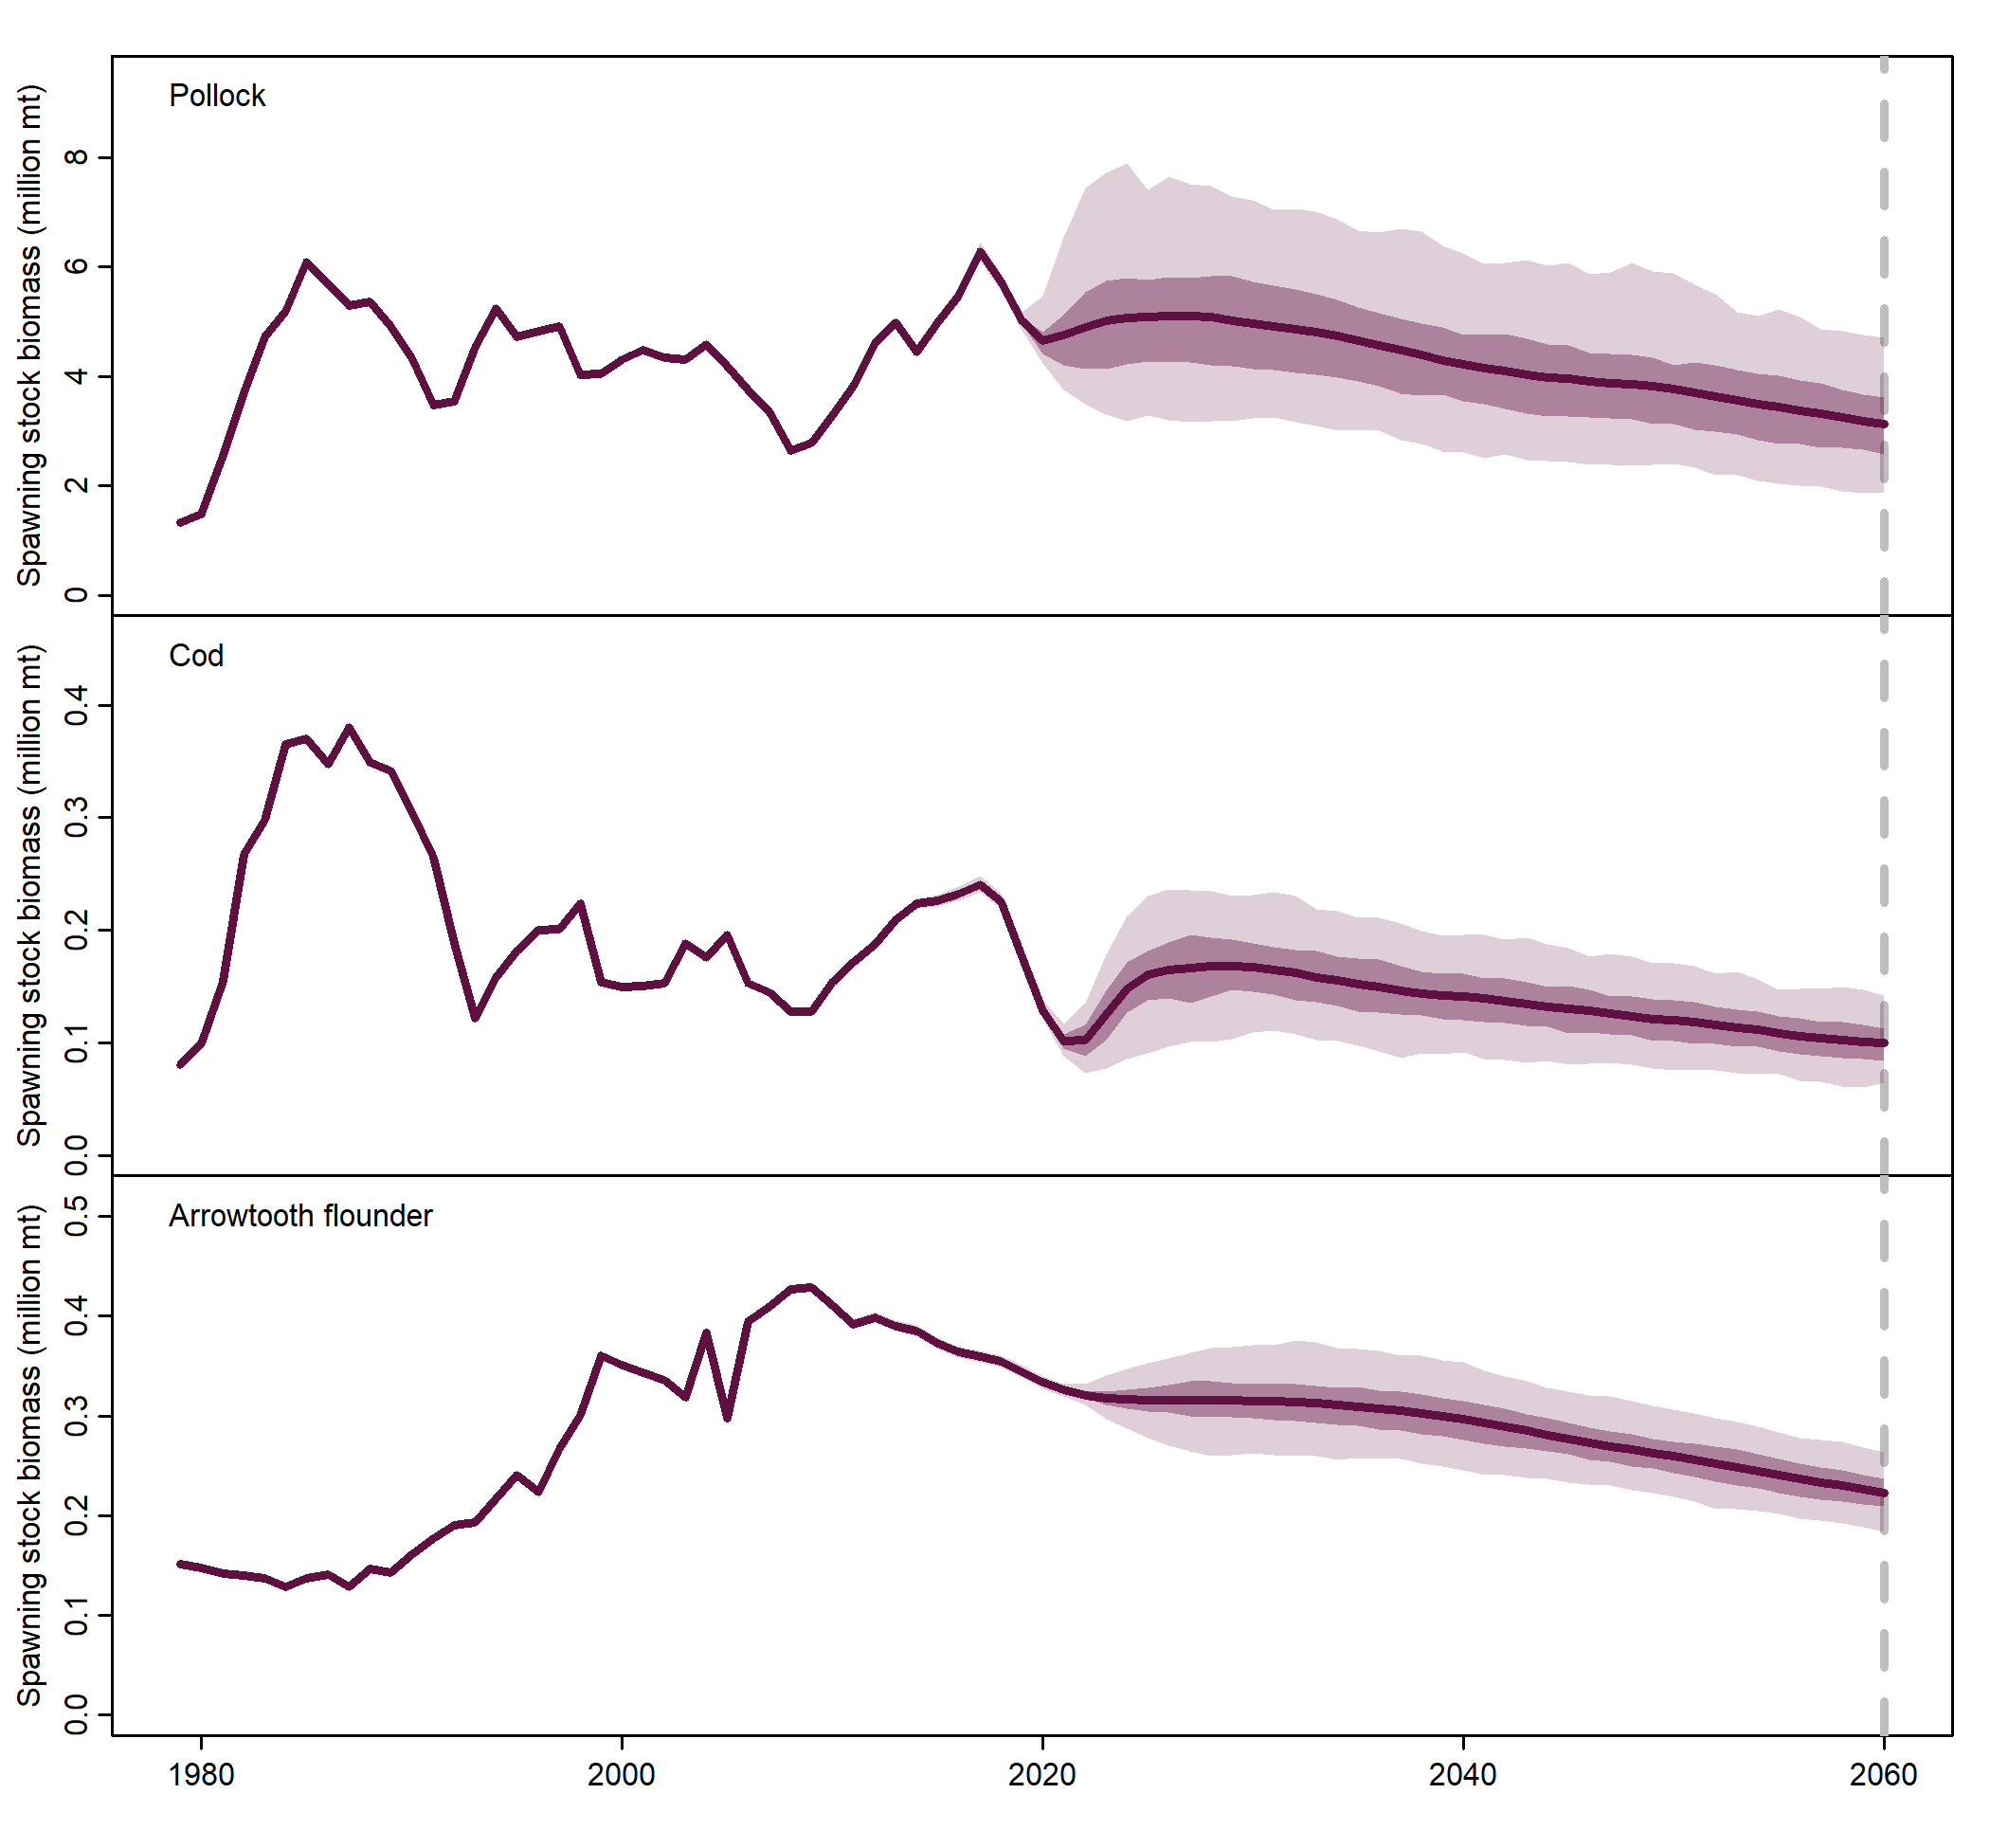 Pollock
Spawning stock biomass (million mt)
8
6
4
2
0
Cod
Spawning stock biomass (million mt)
0.4
0.3
0.2
0.1
0.0
Arrowtooth flounder
Spawning stock biomass (million mt)
0.5
0.4
0.3
0.2
0.1
0.0
1980 2000 2020 2040 2060